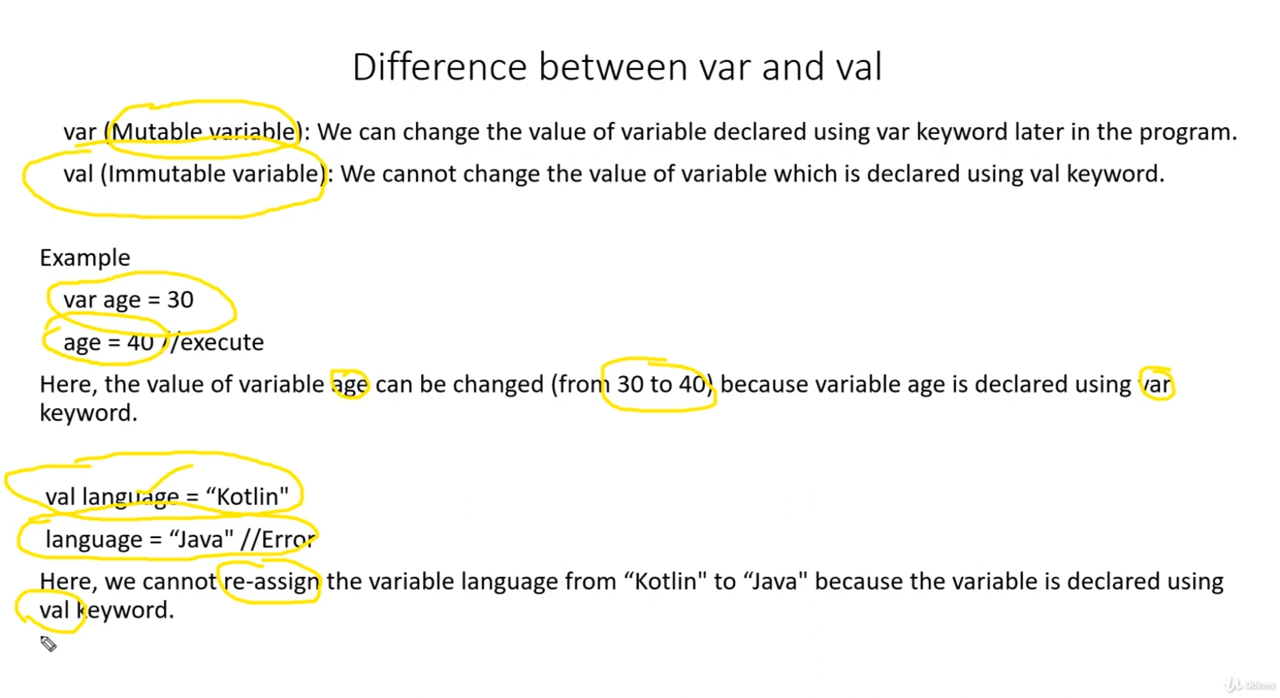 Difference between var and val
var (Mutable variable): We can change the value of variable declared using var keyword later in the program.
val (Immutable variable): We cannot change the value of variable which is declared using val keyword.
Example
var age = 30
age = 40 //execute
Here, the value of variable age can be changed (from 30 to 40) because variable age is declared using var
keyword.
val language = “Kotlin"
language = “Java" //Error
Here, we cannot re-assign the variable language from “Kotlin" to “Java" because the variable is declared using
val keyword.
Udemy